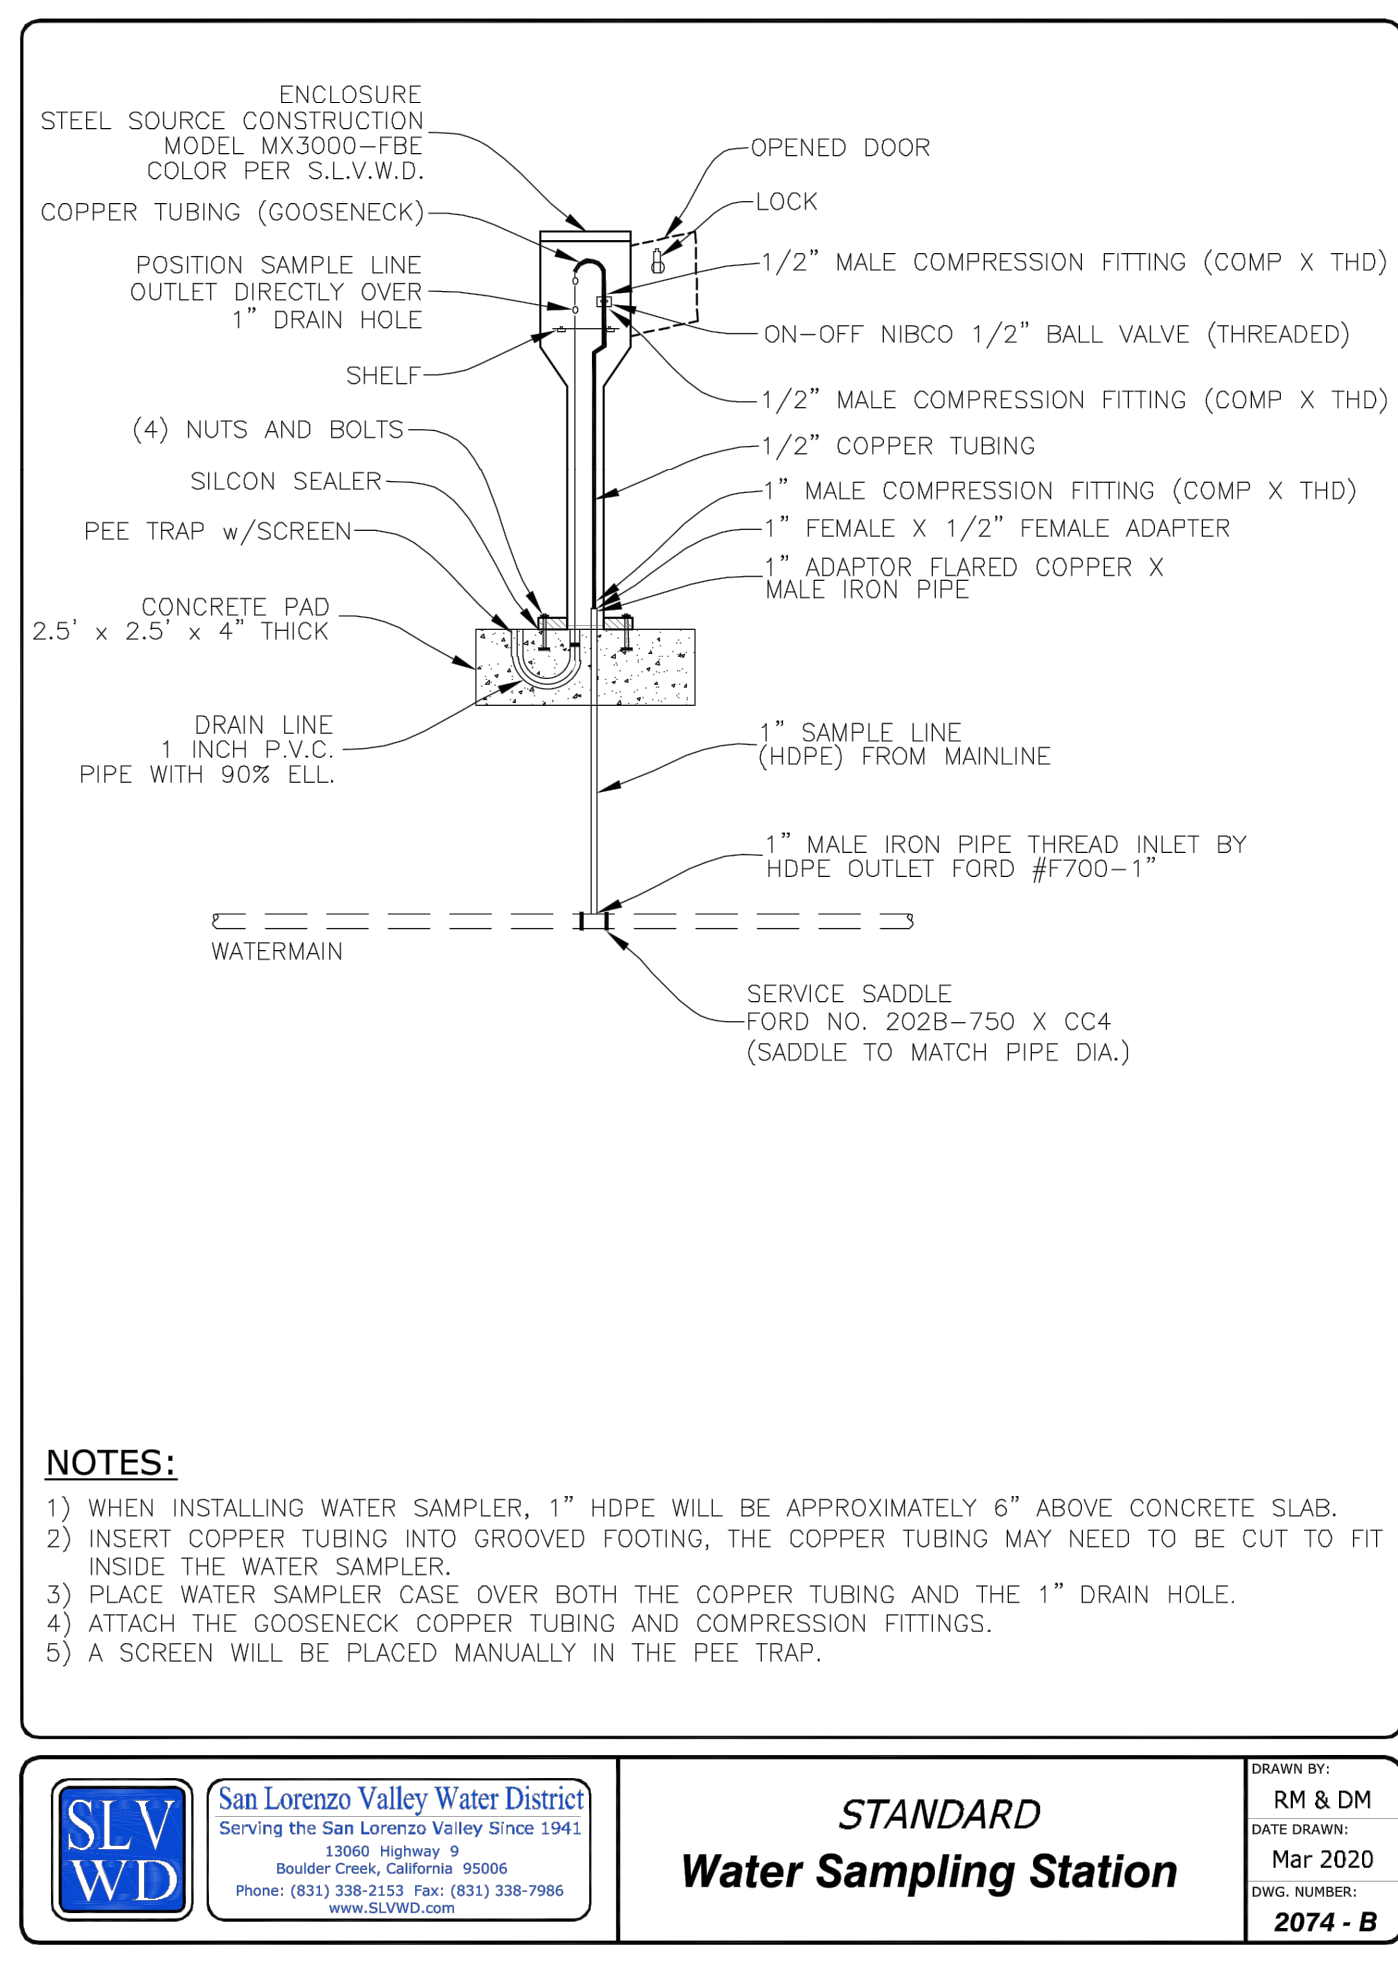 ENCLOSURE
STEEL SOURCE CONSTRUCTION
MODEL MX3000-FBE
COLOR PER S.L.V.W.D.
COPPER TUBING (GOOSENECK)
POSITION SAMPLE LINE
OUTLET DIRECTLY OVER
1" DRAIN HOLE
SHELF
(4) NUTS AND BOLTS
SILCON SEALER
PEE TRAP w/SCREEN
CONCRETE PAD
2.5' x 2.5' x 4" THICK
DRAIN LINE
1 INCH P.V.C.
PIPE WITH 90% ELL.
OPENED DOOR
LOCK
1/2" MALE COMPRESSION FITTING (COMP X THD)
ON-OFF NIBCO 1/2" BALL VALVE (THREADED)
1/2" MALE COMPRESSION FITTING (COMP X THD)
1/2" COPPER TUBING
1" MALE COMPRESSION FITTING (COMP X THD)
1" FEMALE X 1/2" FEMALE ADAPTER
1" ADAPTOR FLARED COPPER X
MALE IRON PIPE
1" SAMPLE LINE
(HDPE) FROM MAINLINE
1" MALE IRON PIPE THREAD INLET BY
HDPE OUTLET FORD #F700-1"
WATERMAIN
SERVICE SADDLE
FORD NO. 202B-750 X CC4
(SADDLE TO MATCH PIPE DIA.)
NOTES:
1) WHEN INSTALLING WATER SAMPLER, 1" HDPE WILL BE APPROXIMATELY 6" ABOVE CONCRETE SLAB.
2) INSERT COPPER TUBING INTO GROOVED FOOTING, THE COPPER TUBING MAY NEED TO BE CUT TO FIT
INSIDE THE WATER SAMPLER.
3) PLACE WATER SAMPLER CASE OVER BOTH THE COPPER TUBING AND THE 1" DRAIN HOLE.
4) ATTACH THE GOOSENECK COPPER TUBING AND COMPRESSION FITTINGS.
5) A SCREEN WILL BE PLACED MANUALLY IN THE PEE TRAP.
SLV
WD
San Lorenzo Valley Water District
Serving the San Lorenzo Valley Since 1941
13060 Highway 9
Boulder Creek, California 95006
Phone: (831) 338-2153 Fax: (831) 338-7986
www.SLVWD.com
STANDARD
Water Sampling Station
DRAWN BY:
RM & DM
DATE DRAWN:
Mar 2020
DWG. NUMBER:
2074 - B